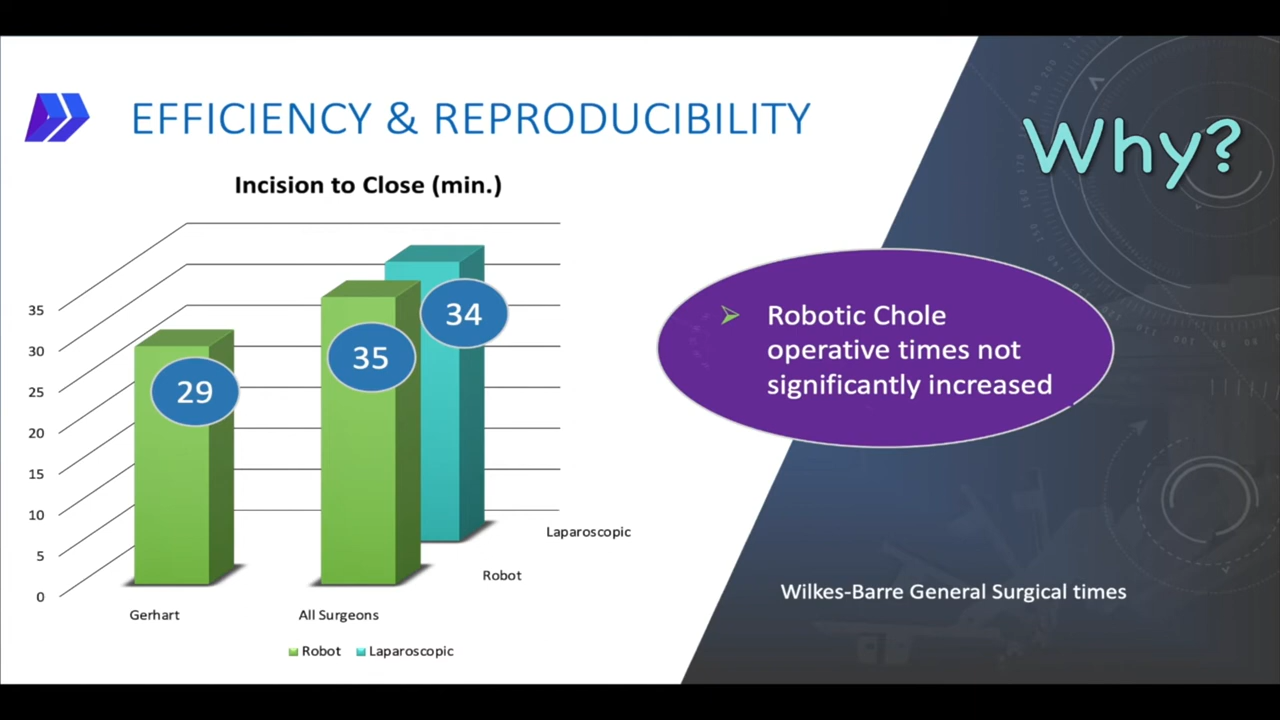 EFFICIENCY & REPRODUCIBILITY
Why?
Incision to Close (min.)
35
30
25
20
15
10
5
0
29
35
34
Laparoscopic
Robot
Gerhart
All Surgeons
Robot
Laparoscopic
Robotic Chole
operative times not
significantly increased
Wilkes-Barre General Surgical times